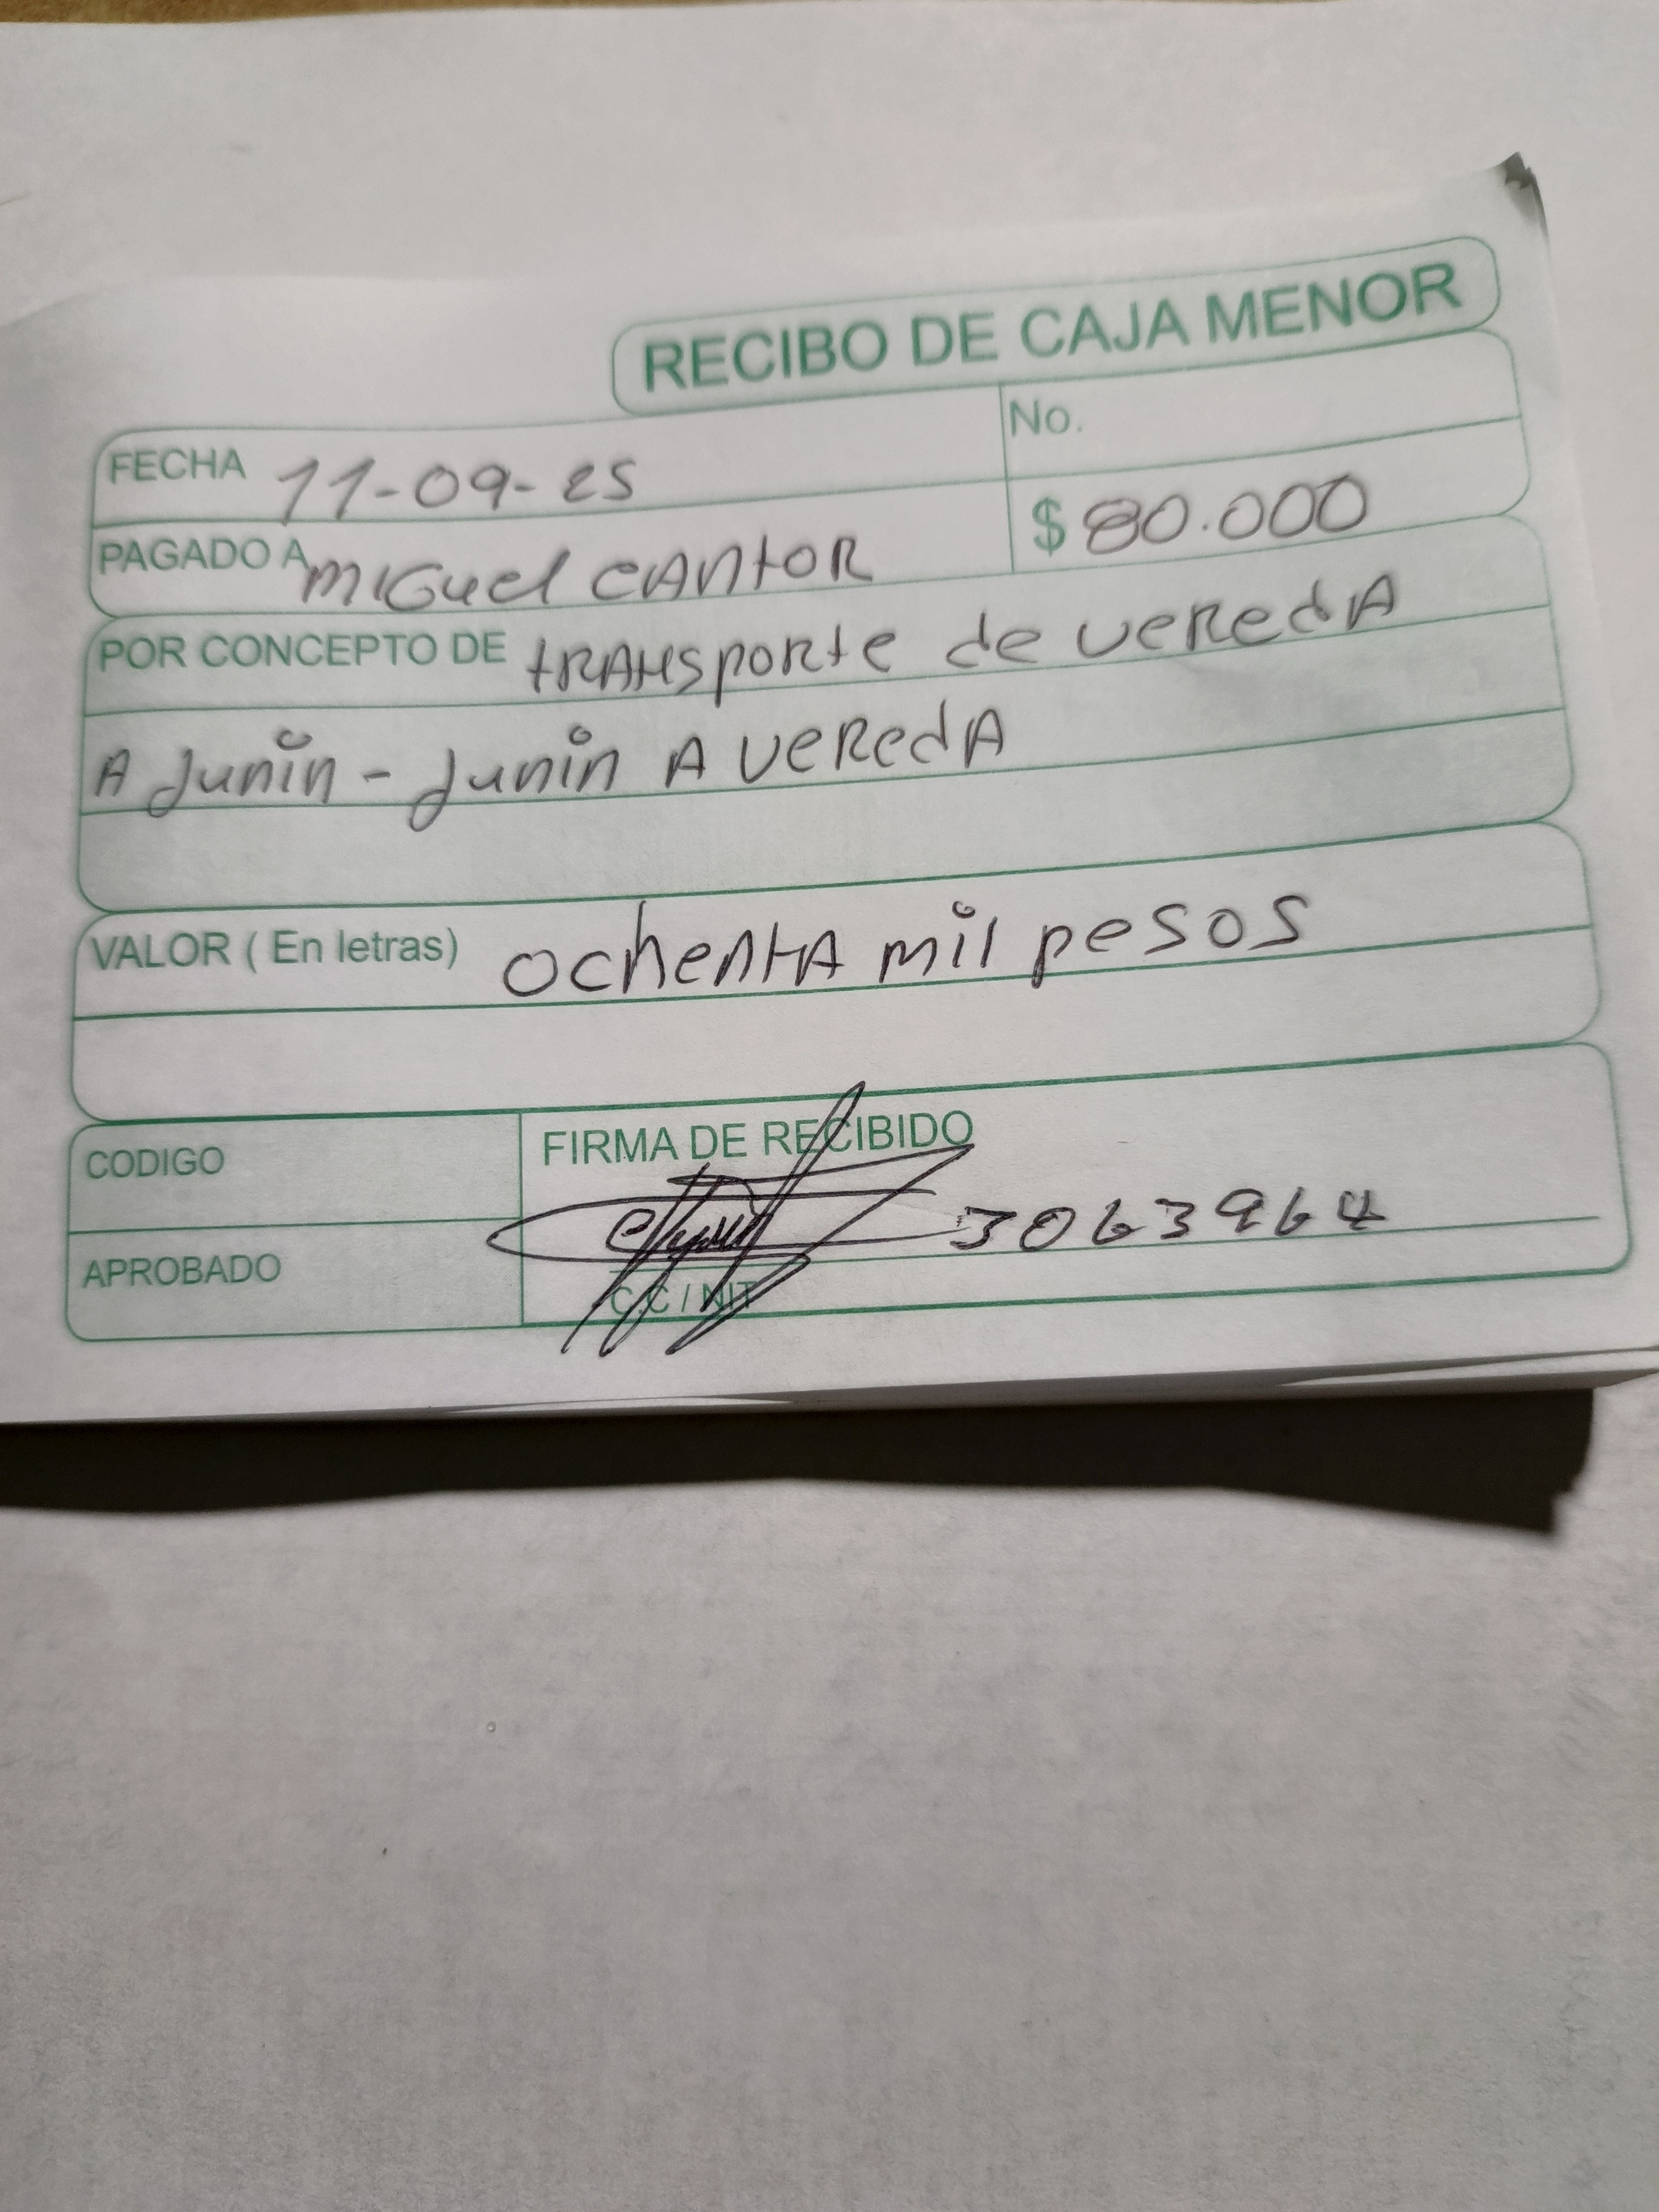 RECIBO DE CAJA MENOR
No.
FECHA 11-09-25
PAGADO A MIGuel CANtOR
$ 80.000
POR CONCEPTO DE tRANsPORte de veRedA
A Junin - Junin A veRedA
VALOR ( En letras) OchentA mil pesos
CODIGO
FIRMA DE RECIBIDO
3063964
APROBADO
C.C / NIT